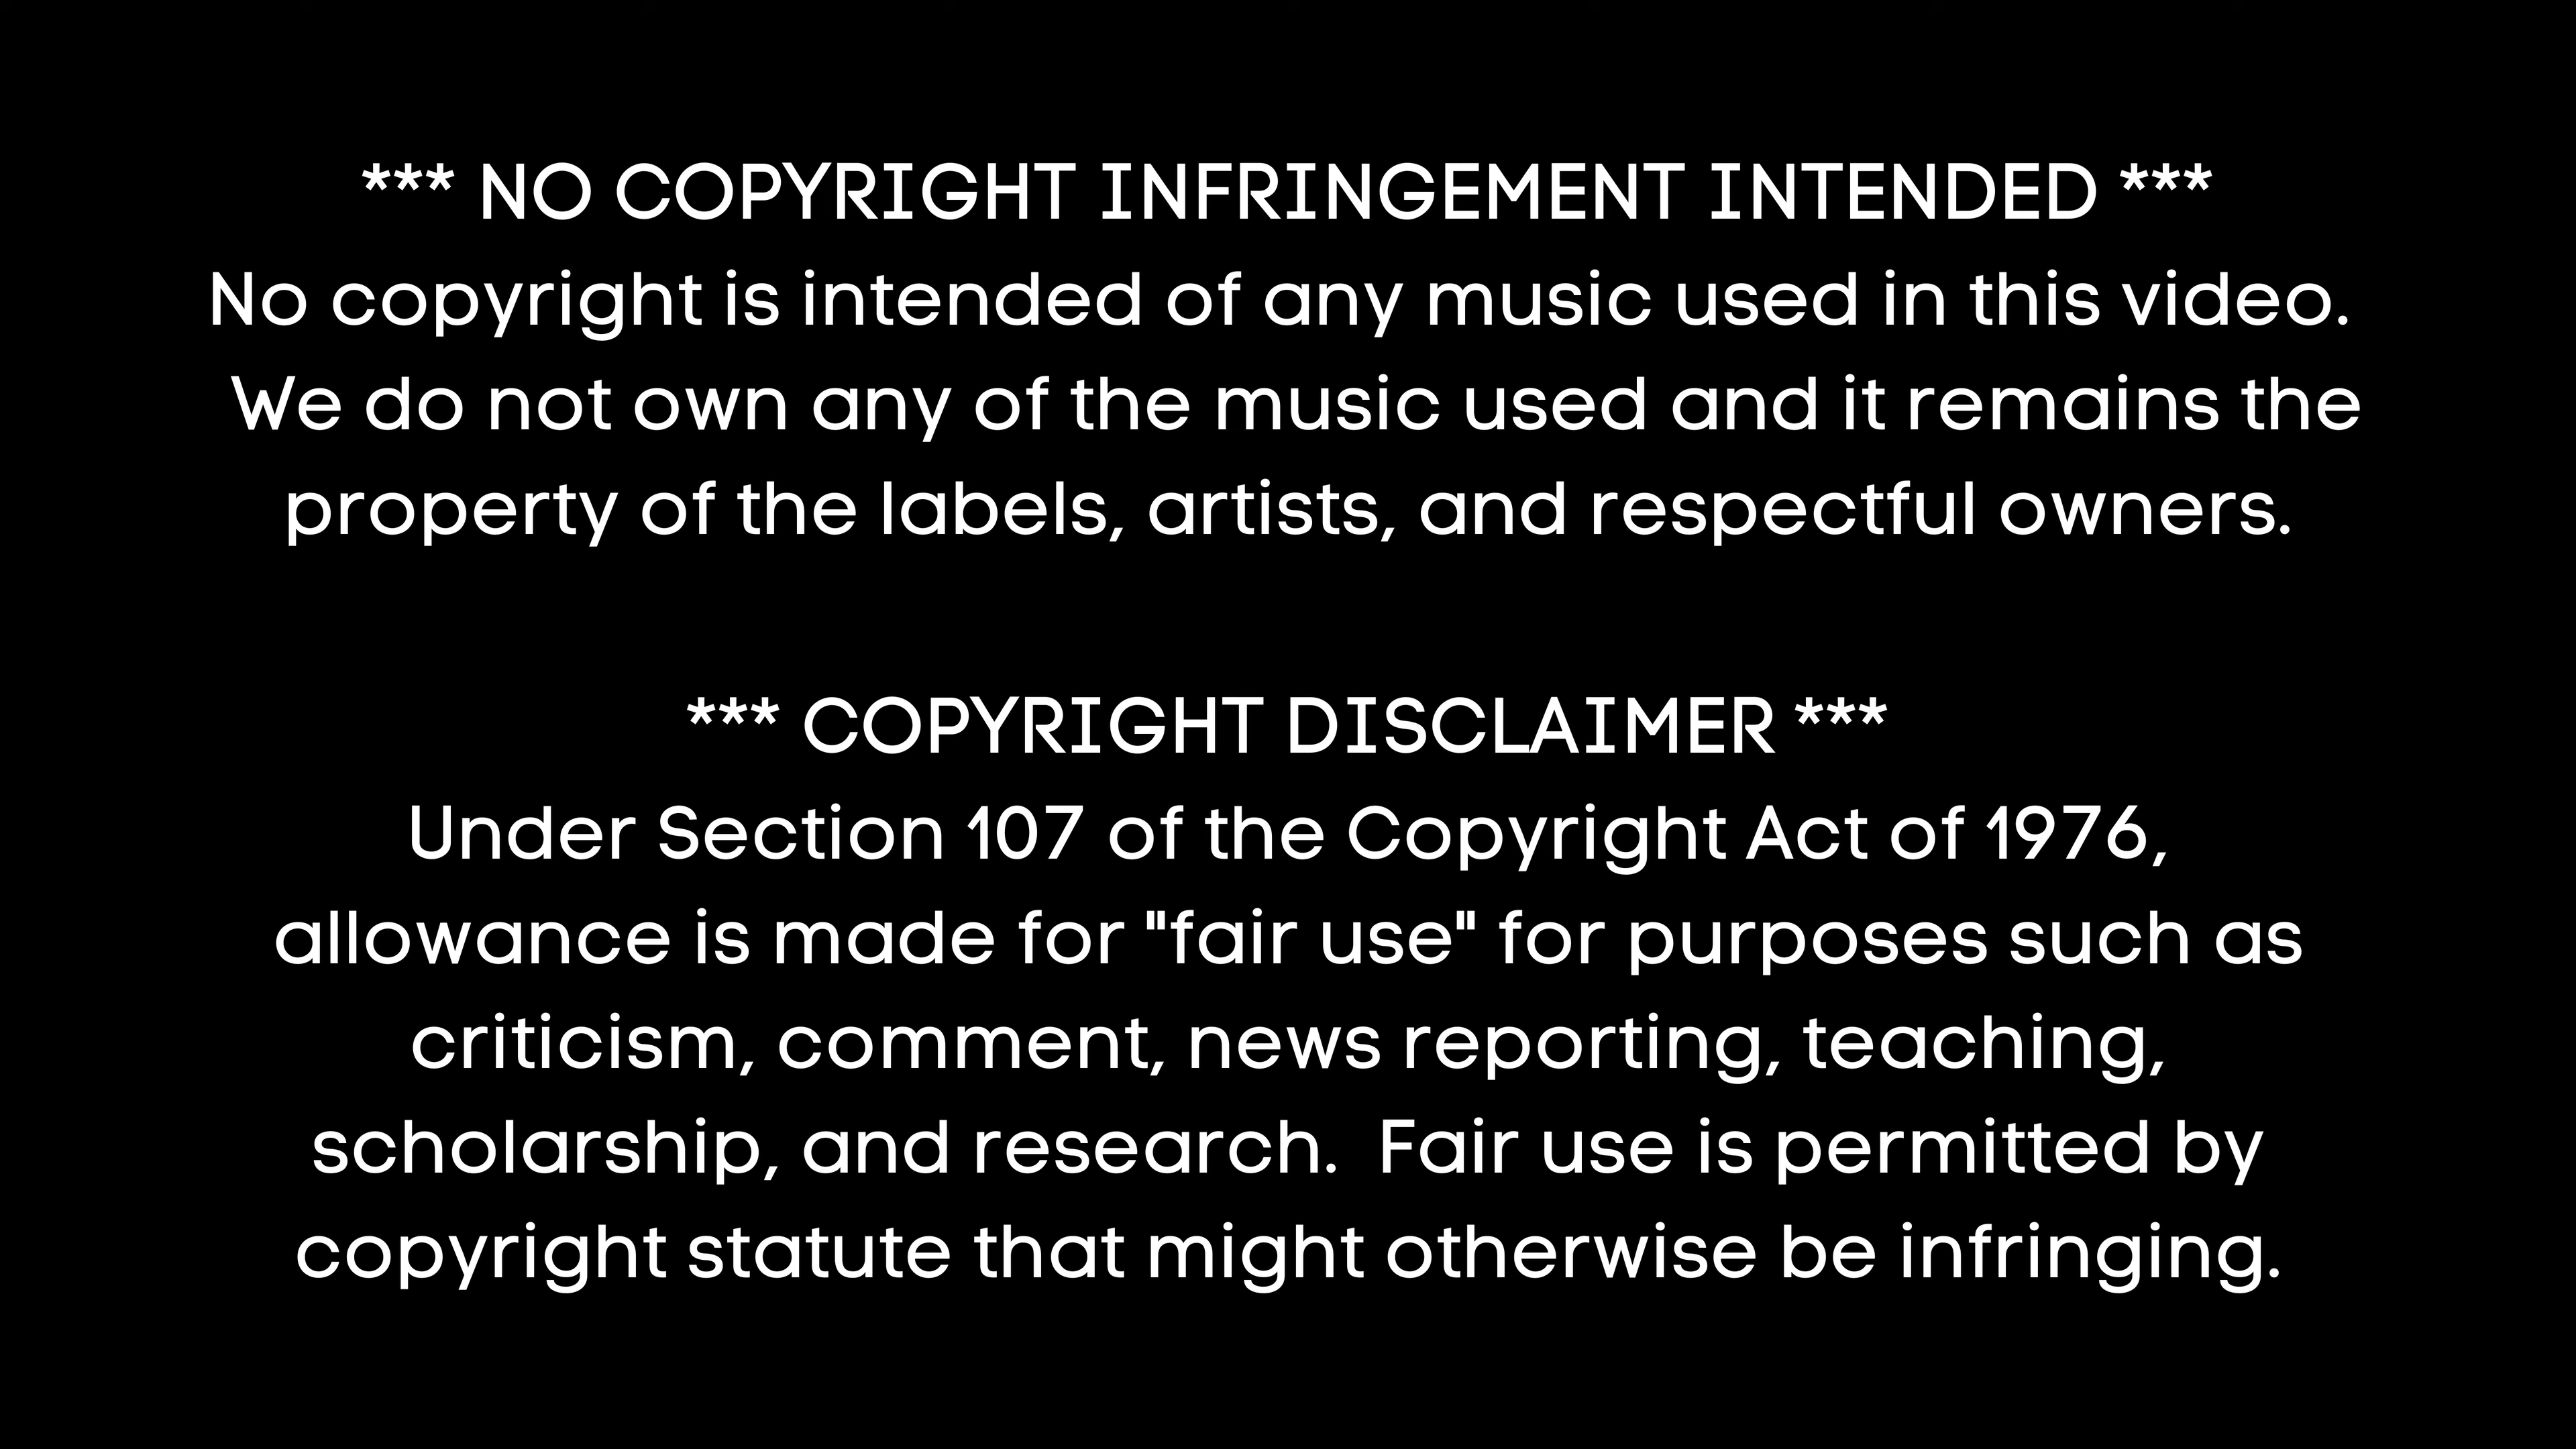 *** NO COPYRIGHT INFRINGEMENT INTENDED ***
No copyright is intended of any music used in this video.
We do not own any of the music used and it remains the
property of the labels, artists, and respectful owners.
*** COPYRIGHT DISCLAIMER ***
Under Section 107 of the Copyright Act of 1976,
allowance is made for "fair use" for purposes such as
criticism, comment, news reporting, teaching,
scholarship, and research.  Fair use is permitted by
copyright statute that might otherwise be infringing.